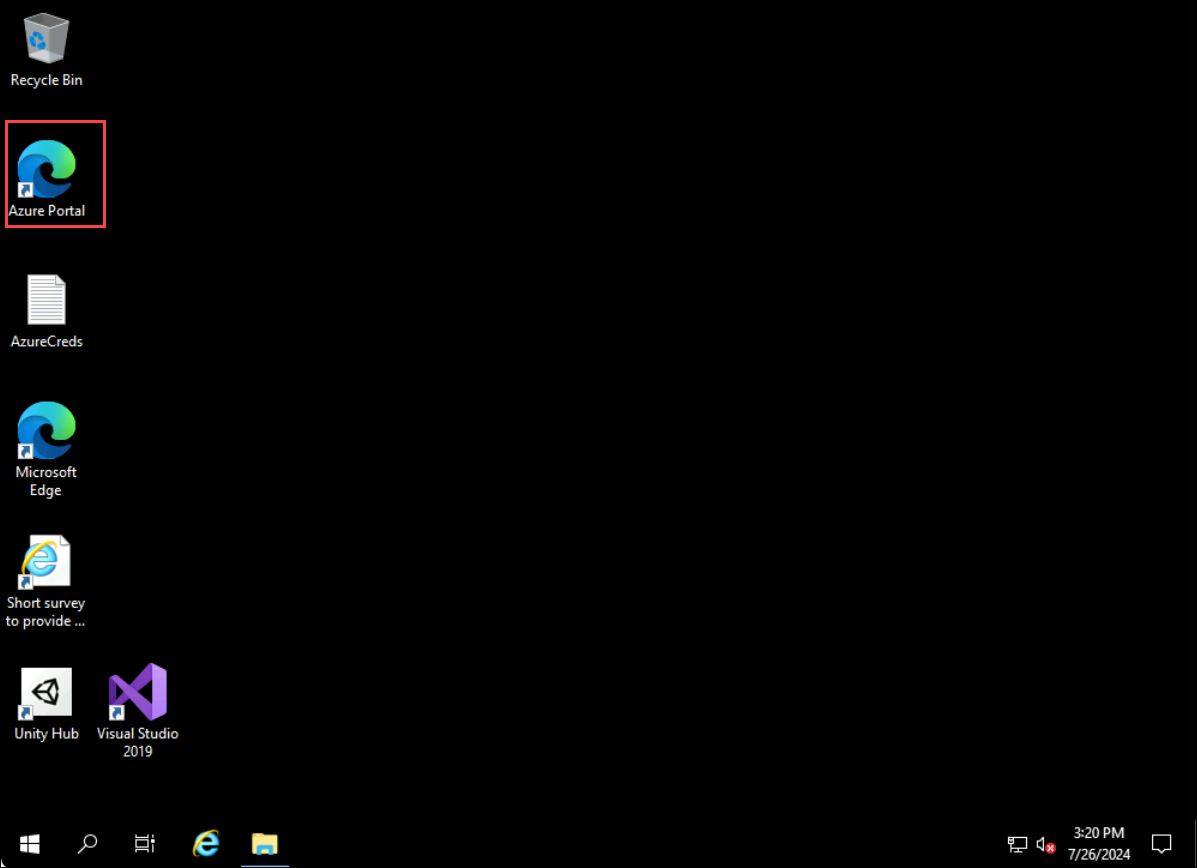 Recycle Bin
Azure Portal
AzureCreds
Microsoft
Edge
Short survey
to provide ...
Unity Hub
Visual Studio
2019
3:20 PM
7/26/2024